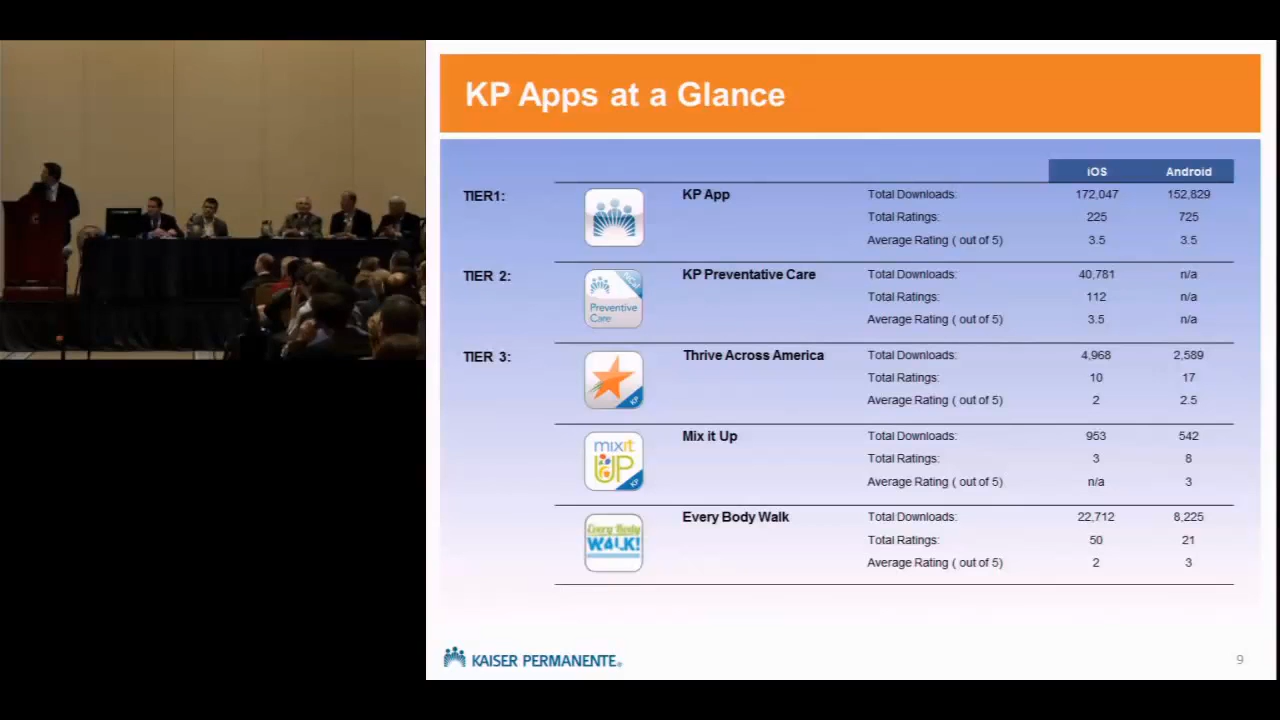 KP Apps at a Glance
iOS Android
TIER1: KP App Total Downloads: 172,047 152,829
Total Ratings: 225 725
Average Rating ( out of 5) 3.5 3.5
TIER 2: KP Preventative Care Total Downloads: 40,781 n/a
Preventive
Care
Total Ratings: 112 n/a
Average Rating ( out of 5) 3.5 n/a
TIER 3: Thrive Across America Total Downloads: 4,968 2,589
KP
Total Ratings: 10 17
Average Rating ( out of 5) 2 2.5
mixit
UP
KP
Mix it Up Total Downloads: 953 542
Total Ratings: 3 8
Average Rating ( out of 5) n/a 3
Every Body
WALK!
Every Body Walk Total Downloads: 22,712 8,225
Total Ratings: 50 21
Average Rating ( out of 5) 2 3
KAISER PERMANENTE®
9